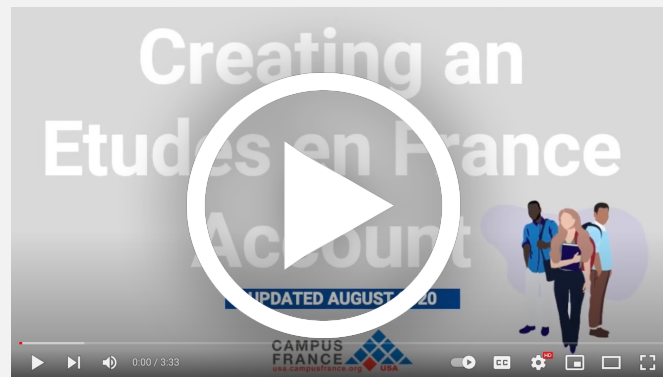 Creating an
Etudes en France
Account
UPDATED AUGUST 2020
CAMPUS
FRANCE
usa.campusfrance.org USA
0:00 / 3:33
CC
HD